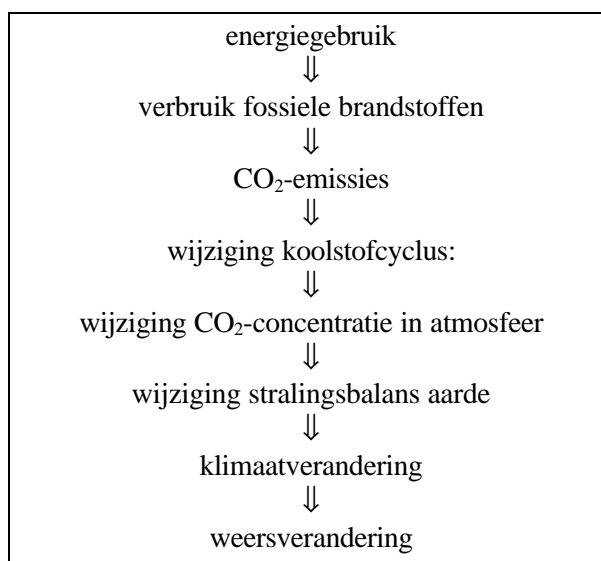 energiegebruik
⇓
verbruik fossiele brandstoffen
⇓
CO₂-emissies
⇓
wijziging koolstofcyclus:
⇓
wijziging CO₂-concentratie in atmosfeer
⇓
wijziging stralingsbalans aarde
⇓
klimaatverandering
⇓
weersverandering